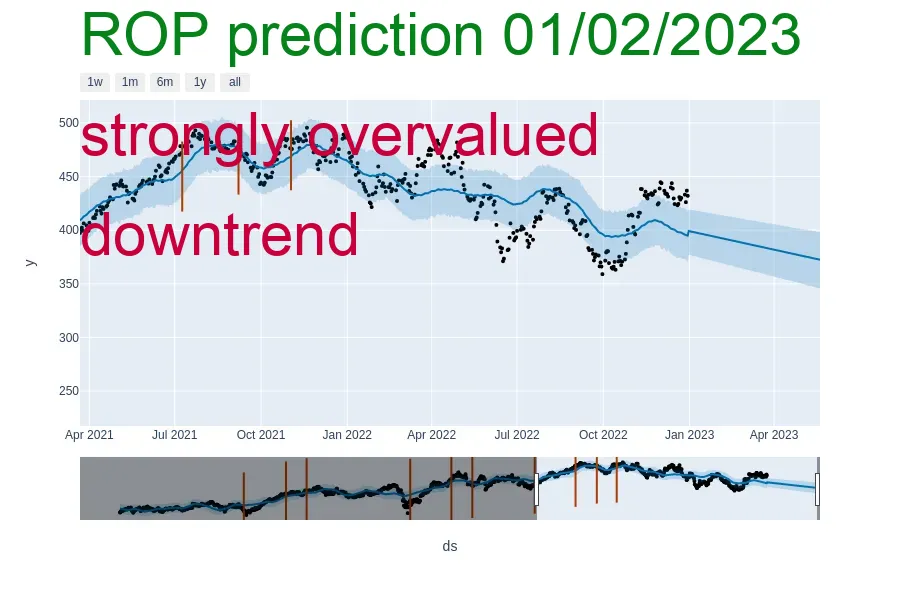 ROP prediction 01/02/2023
1w 1m 6m 1y all
strongly overvalued
downtrend
500
450
400
350
300
250
y
Apr 2021 Jul 2021 Oct 2021 Jan 2022 Apr 2022 Jul 2022 Oct 2022 Jan 2023 Apr 2023
ds